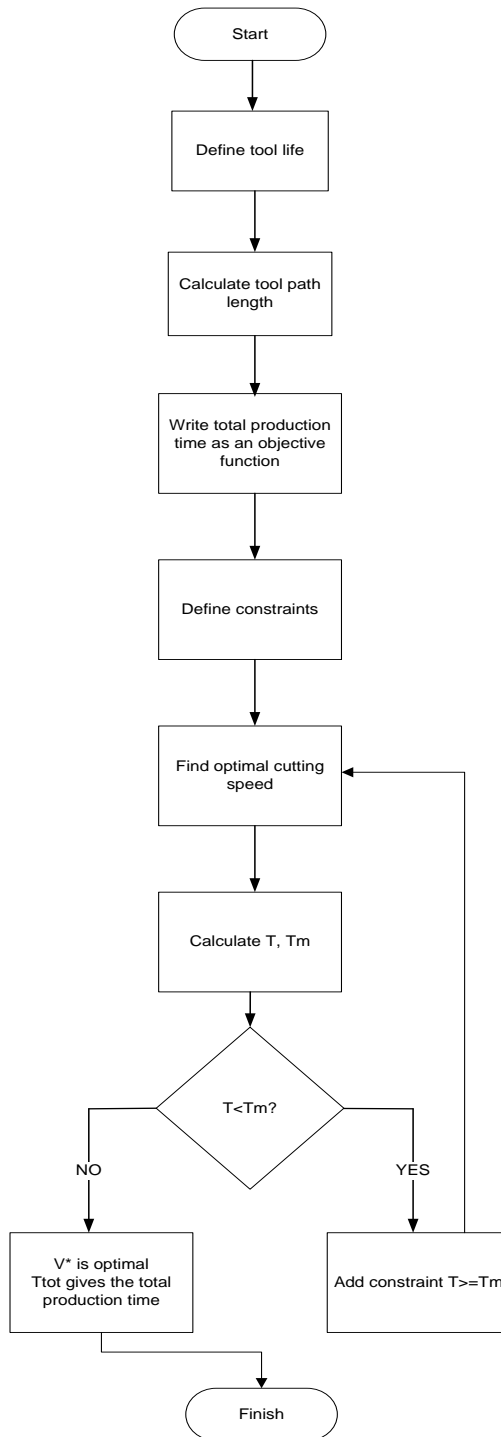 Start
Define tool life
Calculate tool path
length
Write total production
time as an objective
function
Define constraints
Find optimal cutting
speed
Calculate T, Tm
T<Tm?
NO
YES
V* is optimal
Ttot gives the total
production time
Add constraint T>=Tm
Finish